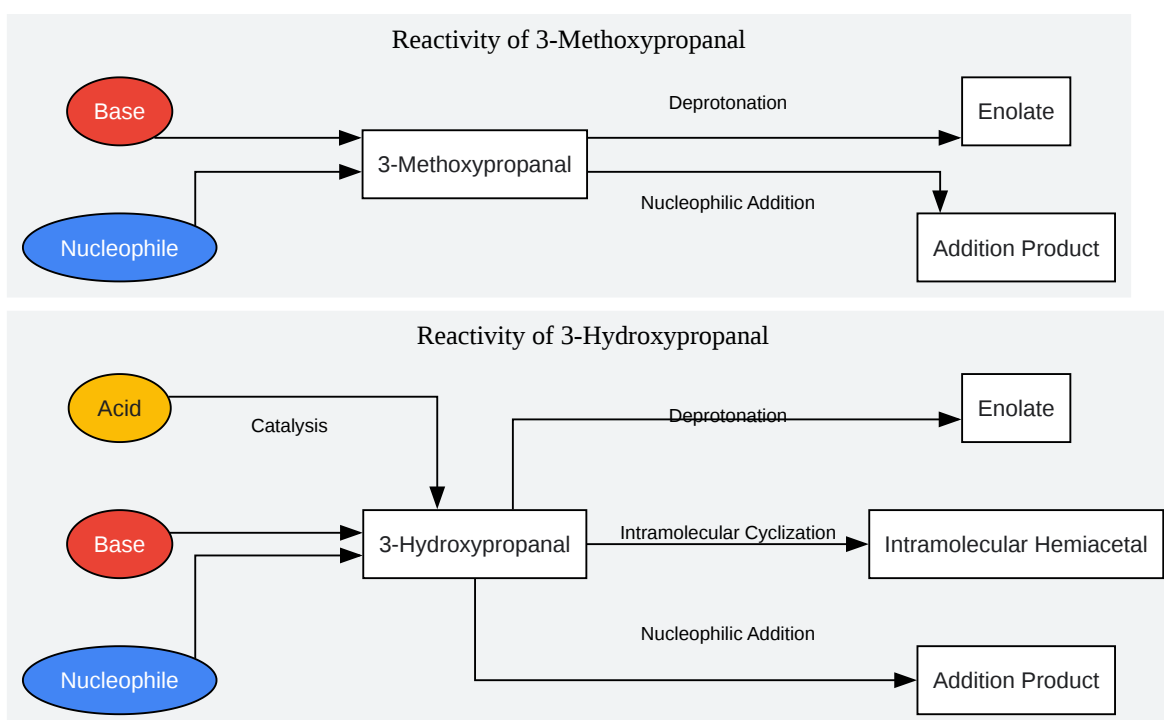 Reactivity of 3-Methoxypropanal
Base
Deprotonation
Enolate
3-Methoxypropanal
Nucleophilic Addition
Nucleophile
Addition Product
Reactivity of 3-Hydroxypropanal
Acid
Catalysis
Deprotonation
Enolate
Base
3-Hydroxypropanal
Intramolecular Cyclization
Intramolecular Hemiacetal
Nucleophilic Addition
Nucleophile
Addition Product